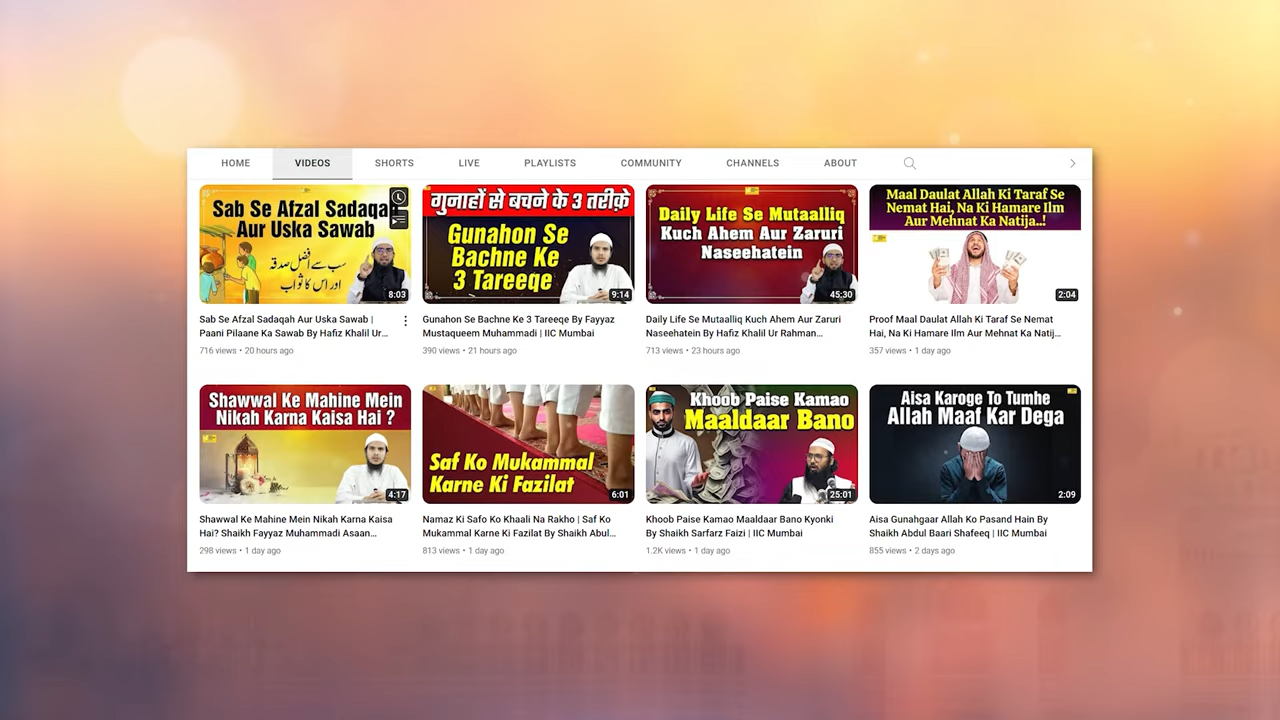 HOME VIDEOS SHORTS LIVE PLAYLISTS COMMUNITY CHANNELS ABOUT
Sab Se Afzal Sadaqa
Aur Uska Sawab
سب سے افضل صدقہ
اور اس کا ثواب
8:03
Sab Se Afzal Sadaqah Aur Uska Sawab |
Paani Pilaane Ka Sawab By Hafiz Khalil Ur...
716 views • 20 hours ago
गुनाहों से बचने के 3 तरीक़े
Gunahon Se
Bachne Ke
3 Tareeqe
9:14
Gunahon Se Bachne Ke 3 Tareeqe By Fayyaz
Mustaqueem Muhammadi | IIC Mumbai
390 views • 21 hours ago
Daily Life Se Mutaalliq
Kuch Ahem Aur Zaruri
Naseehatein
45:30
Daily Life Se Mutaalliq Kuch Ahem Aur Zaruri
Naseehatein By Hafiz Khalil Ur Rahman...
713 views • 23 hours ago
Maal Daulat Allah Ki Taraf Se
Nemat Hai, Na Ki Hamare Ilm
Aur Mehnat Ka Natija..!
2:04
Proof Maal Daulat Allah Ki Taraf Se Nemat
Hai, Na Ki Hamare Ilm Aur Mehnat Ka Natij...
357 views • 1 day ago
Shawwal Ke Mahine Mein
Nikah Karna Kaisa Hai ?
4:17
Shawwal Ke Mahine Mein Nikah Karna Kaisa
Hai? Shaikh Fayyaz Muhammadi Asaan...
298 views • 1 day ago
Saf Ko Mukammal
Karne Ki Fazilat
6:01
Namaz Ki Safo Ko Khaali Na Rakho | Saf Ko
Mukammal Karne Ki Fazilat By Shaikh Abul...
813 views • 1 day ago
Khoob Paise Kamao
Maaldaar Bano
25:01
Khoob Paise Kamao Maaldaar Bano Kyonki
By Shaikh Sarfarz Faizi | IIC Mumbai
1.2K views • 1 day ago
Aisa Karoge To Tumhe
Allah Maaf Kar Dega
2:09
Aisa Gunahgaar Allah Ko Pasand Hain By
Shaikh Abdul Baari Shafeeq | IIC Mumbai
855 views • 2 days ago